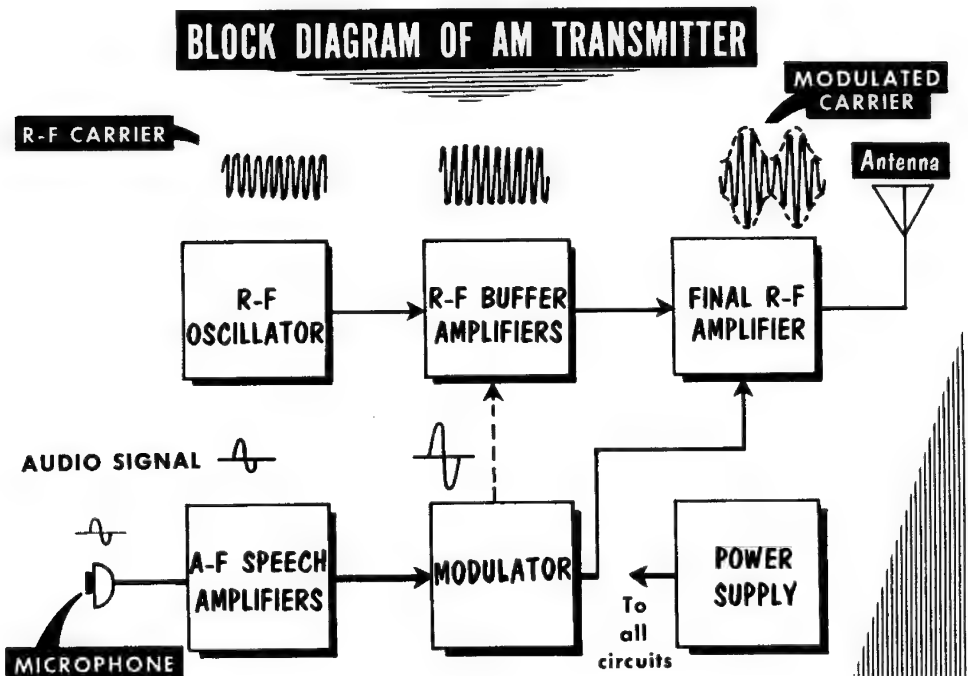 BLOCK DIAGRAM OF AM TRANSMITTER
MODULATED
CARRIER
R-F CARRIER
Antenna
R-F
OSCILLATOR
R-F BUFFER
AMPLIFIERS
FINAL R-F
AMPLIFIER
AUDIO SIGNAL
A-F SPEECH
AMPLIFIERS
MODULATOR
POWER
SUPPLY
To
all
circuits
MICROPHONE